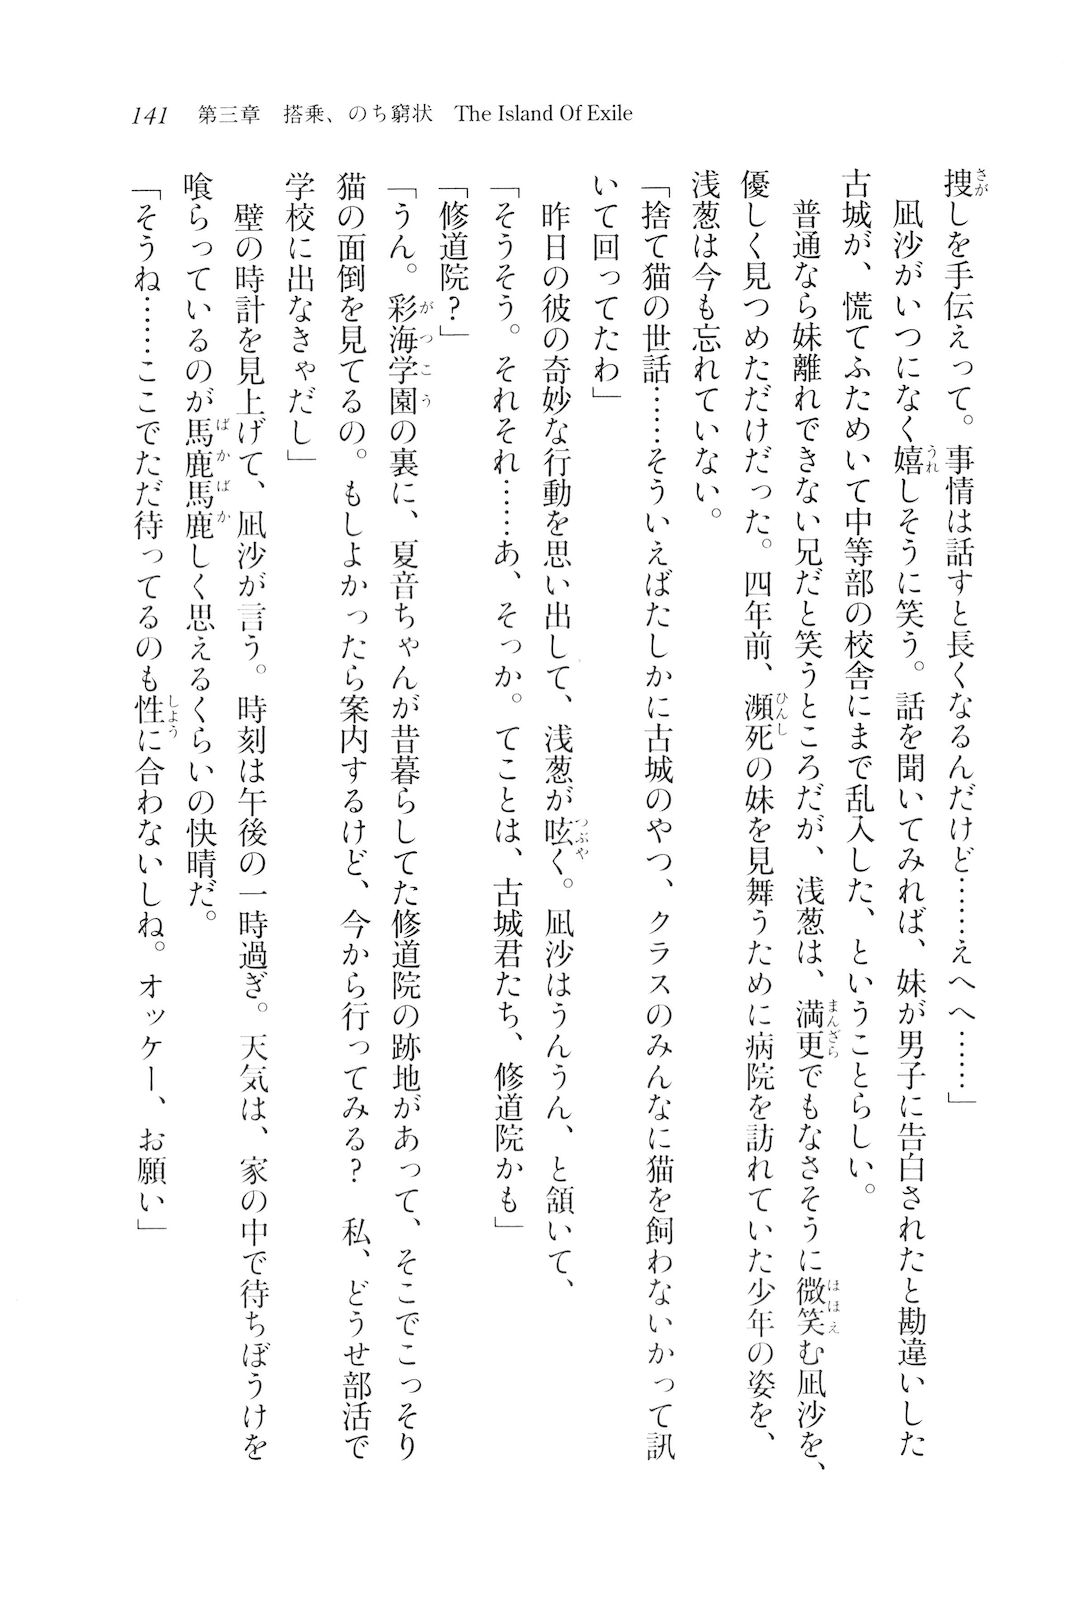 141　第三章　搭乗、のち窮状　The Island Of Exile
捜しを手伝えって。事情は話すと長くなるんだけど……えへへ……」
　凪沙がいつになく嬉しそうに笑う。話を聞いてみれば、妹が男子に告白されたと勘違いした
古城が、慌てふためいて中等部の校舎にまで乱入した、ということらしい。
　普通なら妹離れできない兄だと笑うところだが、浅葱は、満更でもなさそうに微笑む凪沙を、
優しく見つめただけだった。四年前、瀕死の妹を見舞うために病院を訪れていた少年の姿を、
浅葱は今も忘れていない。
「捨て猫の世話……そういえばたしかに古城のやつ、クラスのみんなに猫を飼わないかって訊
いて回ってたわ」
　昨日の彼の奇妙な行動を思い出して、浅葱が呟く。凪沙はうんうん、と頷いて、
「そうそう。それそれ……あ、そっか。てことは、古城君たち、修道院かも」
「修道院？」
「うん。彩海学園の裏に、夏音ちゃんが昔暮らしてた修道院の跡地があって、そこでこっそり
猫の面倒を見てるの。もしよかったら案内するけど、今から行ってみる？　私、どうせ部活で
学校に出なきゃだし」
　壁の時計を見上げて、凪沙が言う。時刻は午後の一時過ぎ。天気は、家の中で待ちぼうけを
喰らっているのが馬鹿馬鹿しく思えるくらいの快晴だ。
「そうね……ここでただ待ってるのも性に合わないしね。オッケー、お願い」